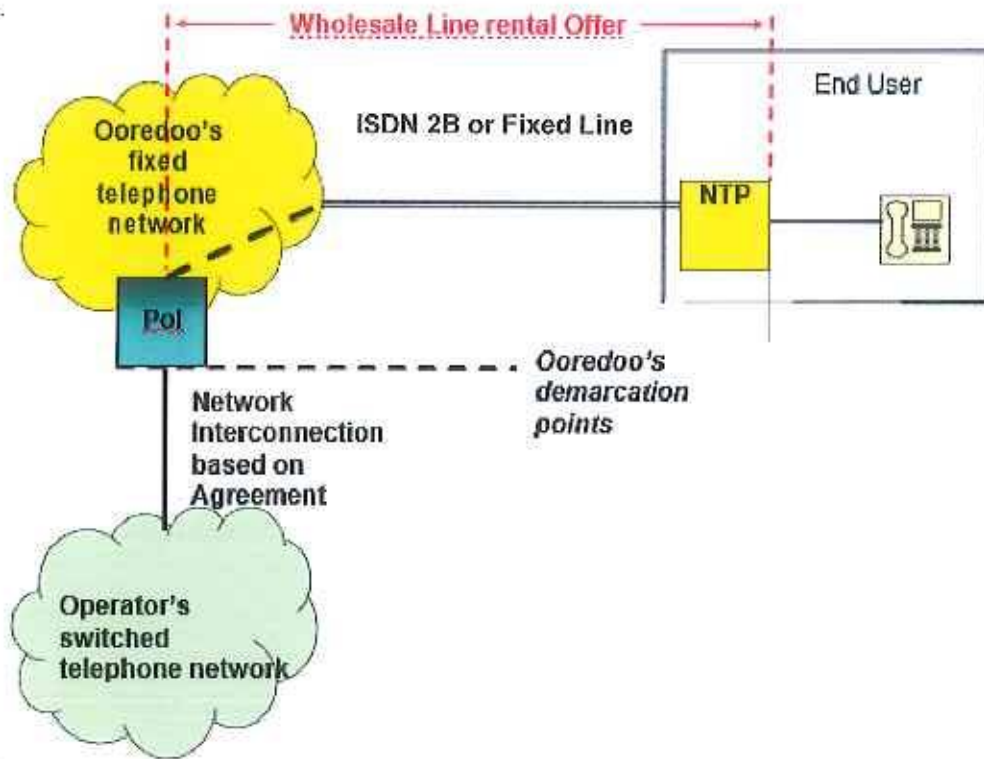 Wholesale Line rental Offer
End User
Ooredoo's
fixed
telephone
network
ISDN 2B or Fixed Line
NTP
PoI
Ooredoo's
demarcation
points
Network
Interconnection
based on
Agreement
Operator's
switched
telephone network